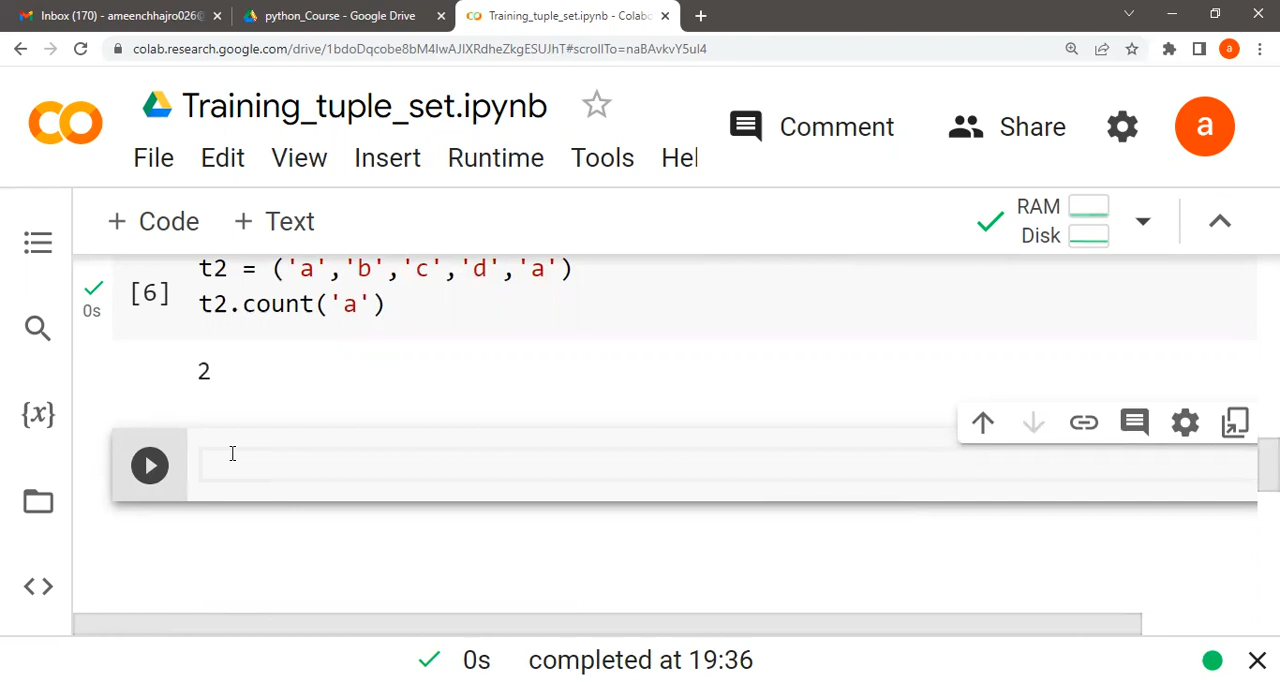 Inbox (170) - ameenchhajro026@
python_Course - Google Drive
Training_tuple_set.ipynb - Colabo
colab.research.google.com/drive/1bdoDqcobe8bM4lwAJlXRdheZkgESUJhT#scrollTo=naBAvkvY5ul4
a
CO
Training_tuple_set.ipynb
Comment
Share
a
File Edit View Insert Runtime Tools Hel
+ Code + Text
RAM
Disk
t2 = ('a','b','c','d','a')
[6]
0s
t2.count('a')
2
{x}
0s completed at 19:36